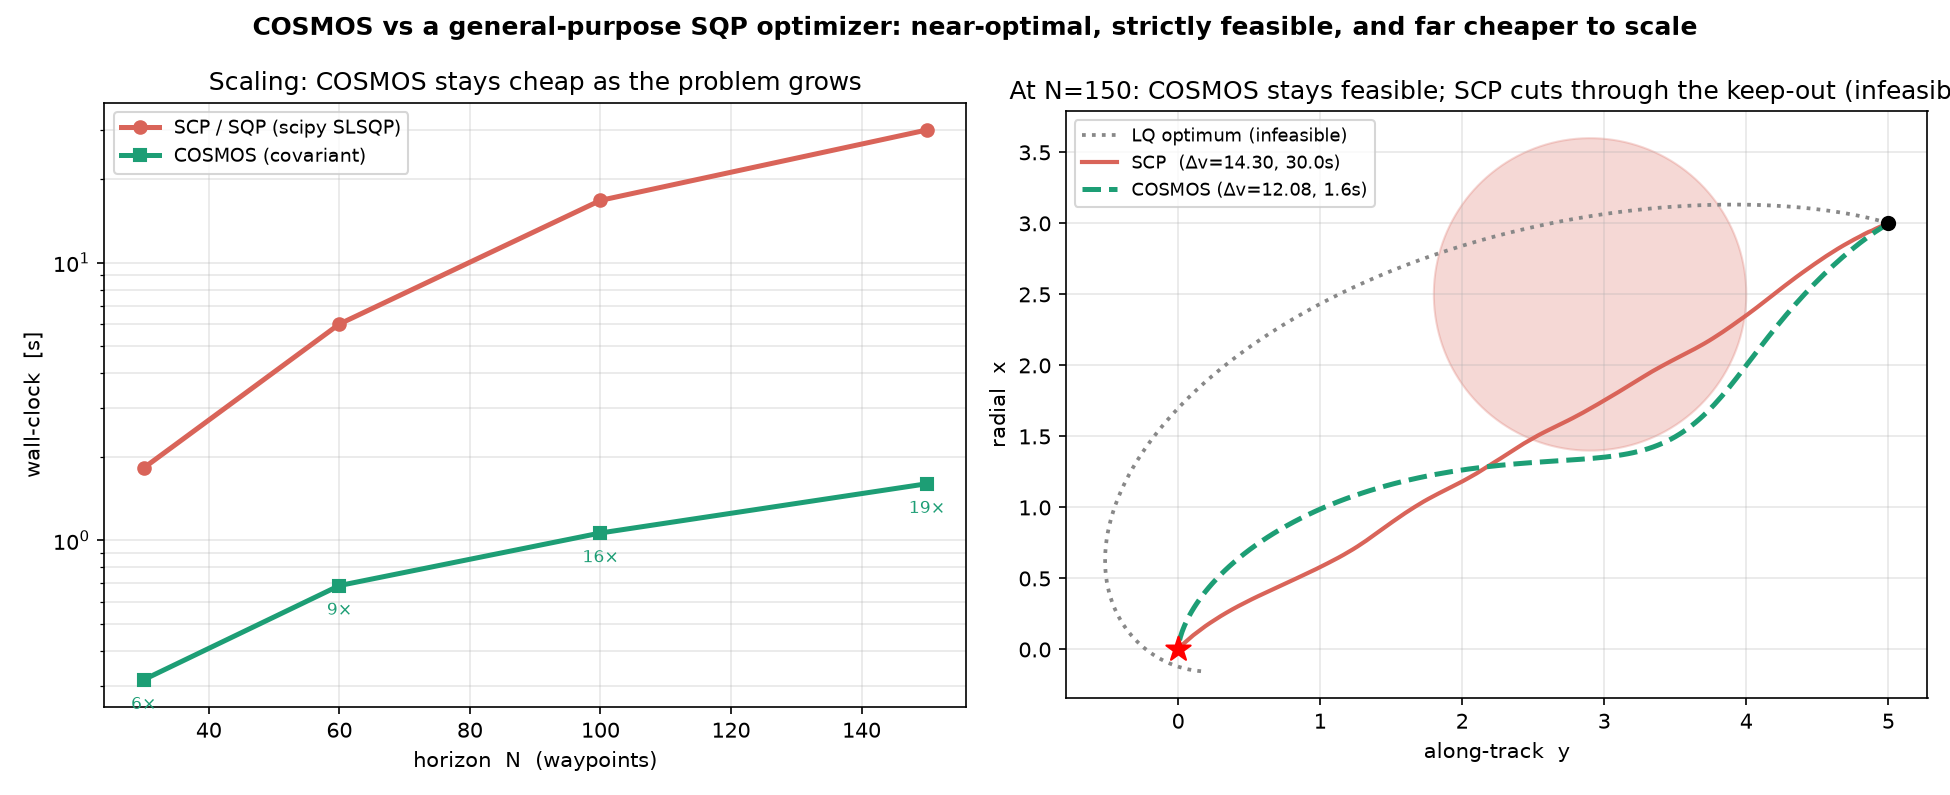 COSMOS vs a general-purpose SQP optimizer: near-optimal, strictly feasible, and far cheaper to scale
Scaling: COSMOS stays cheap as the problem grows
SCP / SQP (scipy SLSQP)
COSMOS (covariant)
wall-clock [s]
10¹
10⁰
6×
9×
16×
19×
40 60 80 100 120 140
horizon N (waypoints)
At N=150: COSMOS stays feasible; SCP cuts through the keep-out (infeasib
LQ optimum (infeasible)
SCP (Δv=14.30, 30.0s)
COSMOS (Δv=12.08, 1.6s)
radial x
3.5
3.0
2.5
2.0
1.5
1.0
0.5
0.0
0 1 2 3 4 5
along-track y